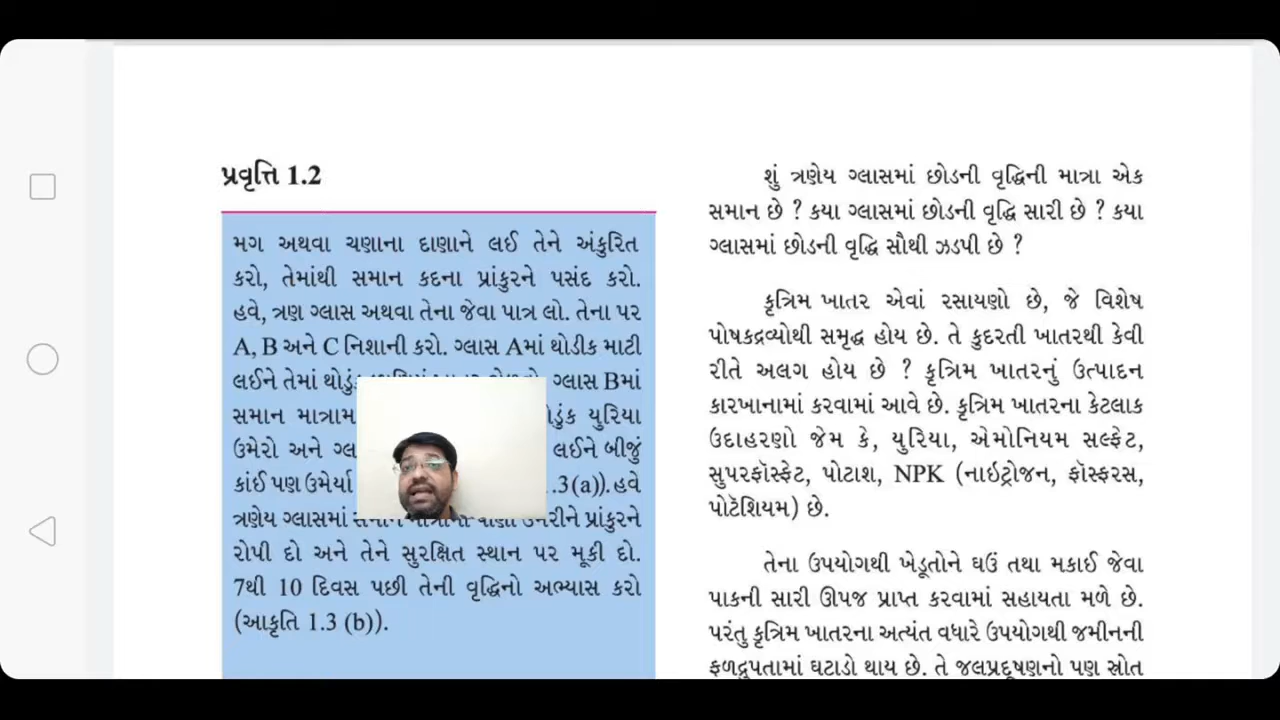 પ્રવૃત્તિ 1.2
મગ અથવા ચણાના દાણાને લઈ તેને અંકુરિત
કરો, તેમાંથી સમાન કદના પ્રાંકુરને પસંદ કરો.
હવે, ત્રણ ગ્લાસ અથવા તેના જેવા પાત્ર લો. તેના પર
A, B અને C નિશાની કરો. ગ્લાસ Aમાં થોડીક માટી
લઈને તેમાં થોડુંક ગ્લાસ Bમાં
સમાન યુરિયા
ઉમેરો અને લઈને બીજું
કાંઈ પણ ઉમેર્યા .3(a)). હવે
ત્રણેય ગ્લાસમાં સમાન ઉમેરીને પ્રાંકુરને
રોપી દો અને તેને સુરક્ષિત સ્થાન પર મૂકી દો.
7થી 10 દિવસ પછી તેની વૃદ્ધિનો અભ્યાસ કરો
(આકૃતિ 1.3 (b)).
શું ત્રણેય ગ્લાસમાં છોડની વૃદ્ધિની માત્રા એક
સમાન છે ? કયા ગ્લાસમાં છોડની વૃદ્ધિ સારી છે ? કયા
ગ્લાસમાં છોડની વૃદ્ધિ સૌથી ઝડપી છે ?
કૃત્રિમ ખાતર એવાં રસાયણો છે, જે વિશેષ
પોષકદ્રવ્યોથી સમૃદ્ધ હોય છે. તે કુદરતી ખાતરથી કેવી
રીતે અલગ હોય છે ? કૃત્રિમ ખાતરનું ઉત્પાદન
કારખાનામાં કરવામાં આવે છે. કૃત્રિમ ખાતરના કેટલાક
ઉદાહરણો જેમ કે, યુરિયા, એમોનિયમ સલ્ફેટ,
સુપરફૉસ્ફેટ, પોટાશ, NPK (નાઇટ્રોજન, ફૉસ્ફરસ,
પોટૅશિયમ) છે.
તેના ઉપયોગથી ખેડૂતોને ઘઉં તથા મકાઈ જેવા
પાકની સારી ઊપજ પ્રાપ્ત કરવામાં સહાયતા મળે છે.
પરંતુ કૃત્રિમ ખાતરના અત્યંત વધારે ઉપયોગથી જમીનની
ફળદ્રુપતામાં ઘટાડો થાય છે. તે જલપ્રદૂષણનો પણ સ્રોત